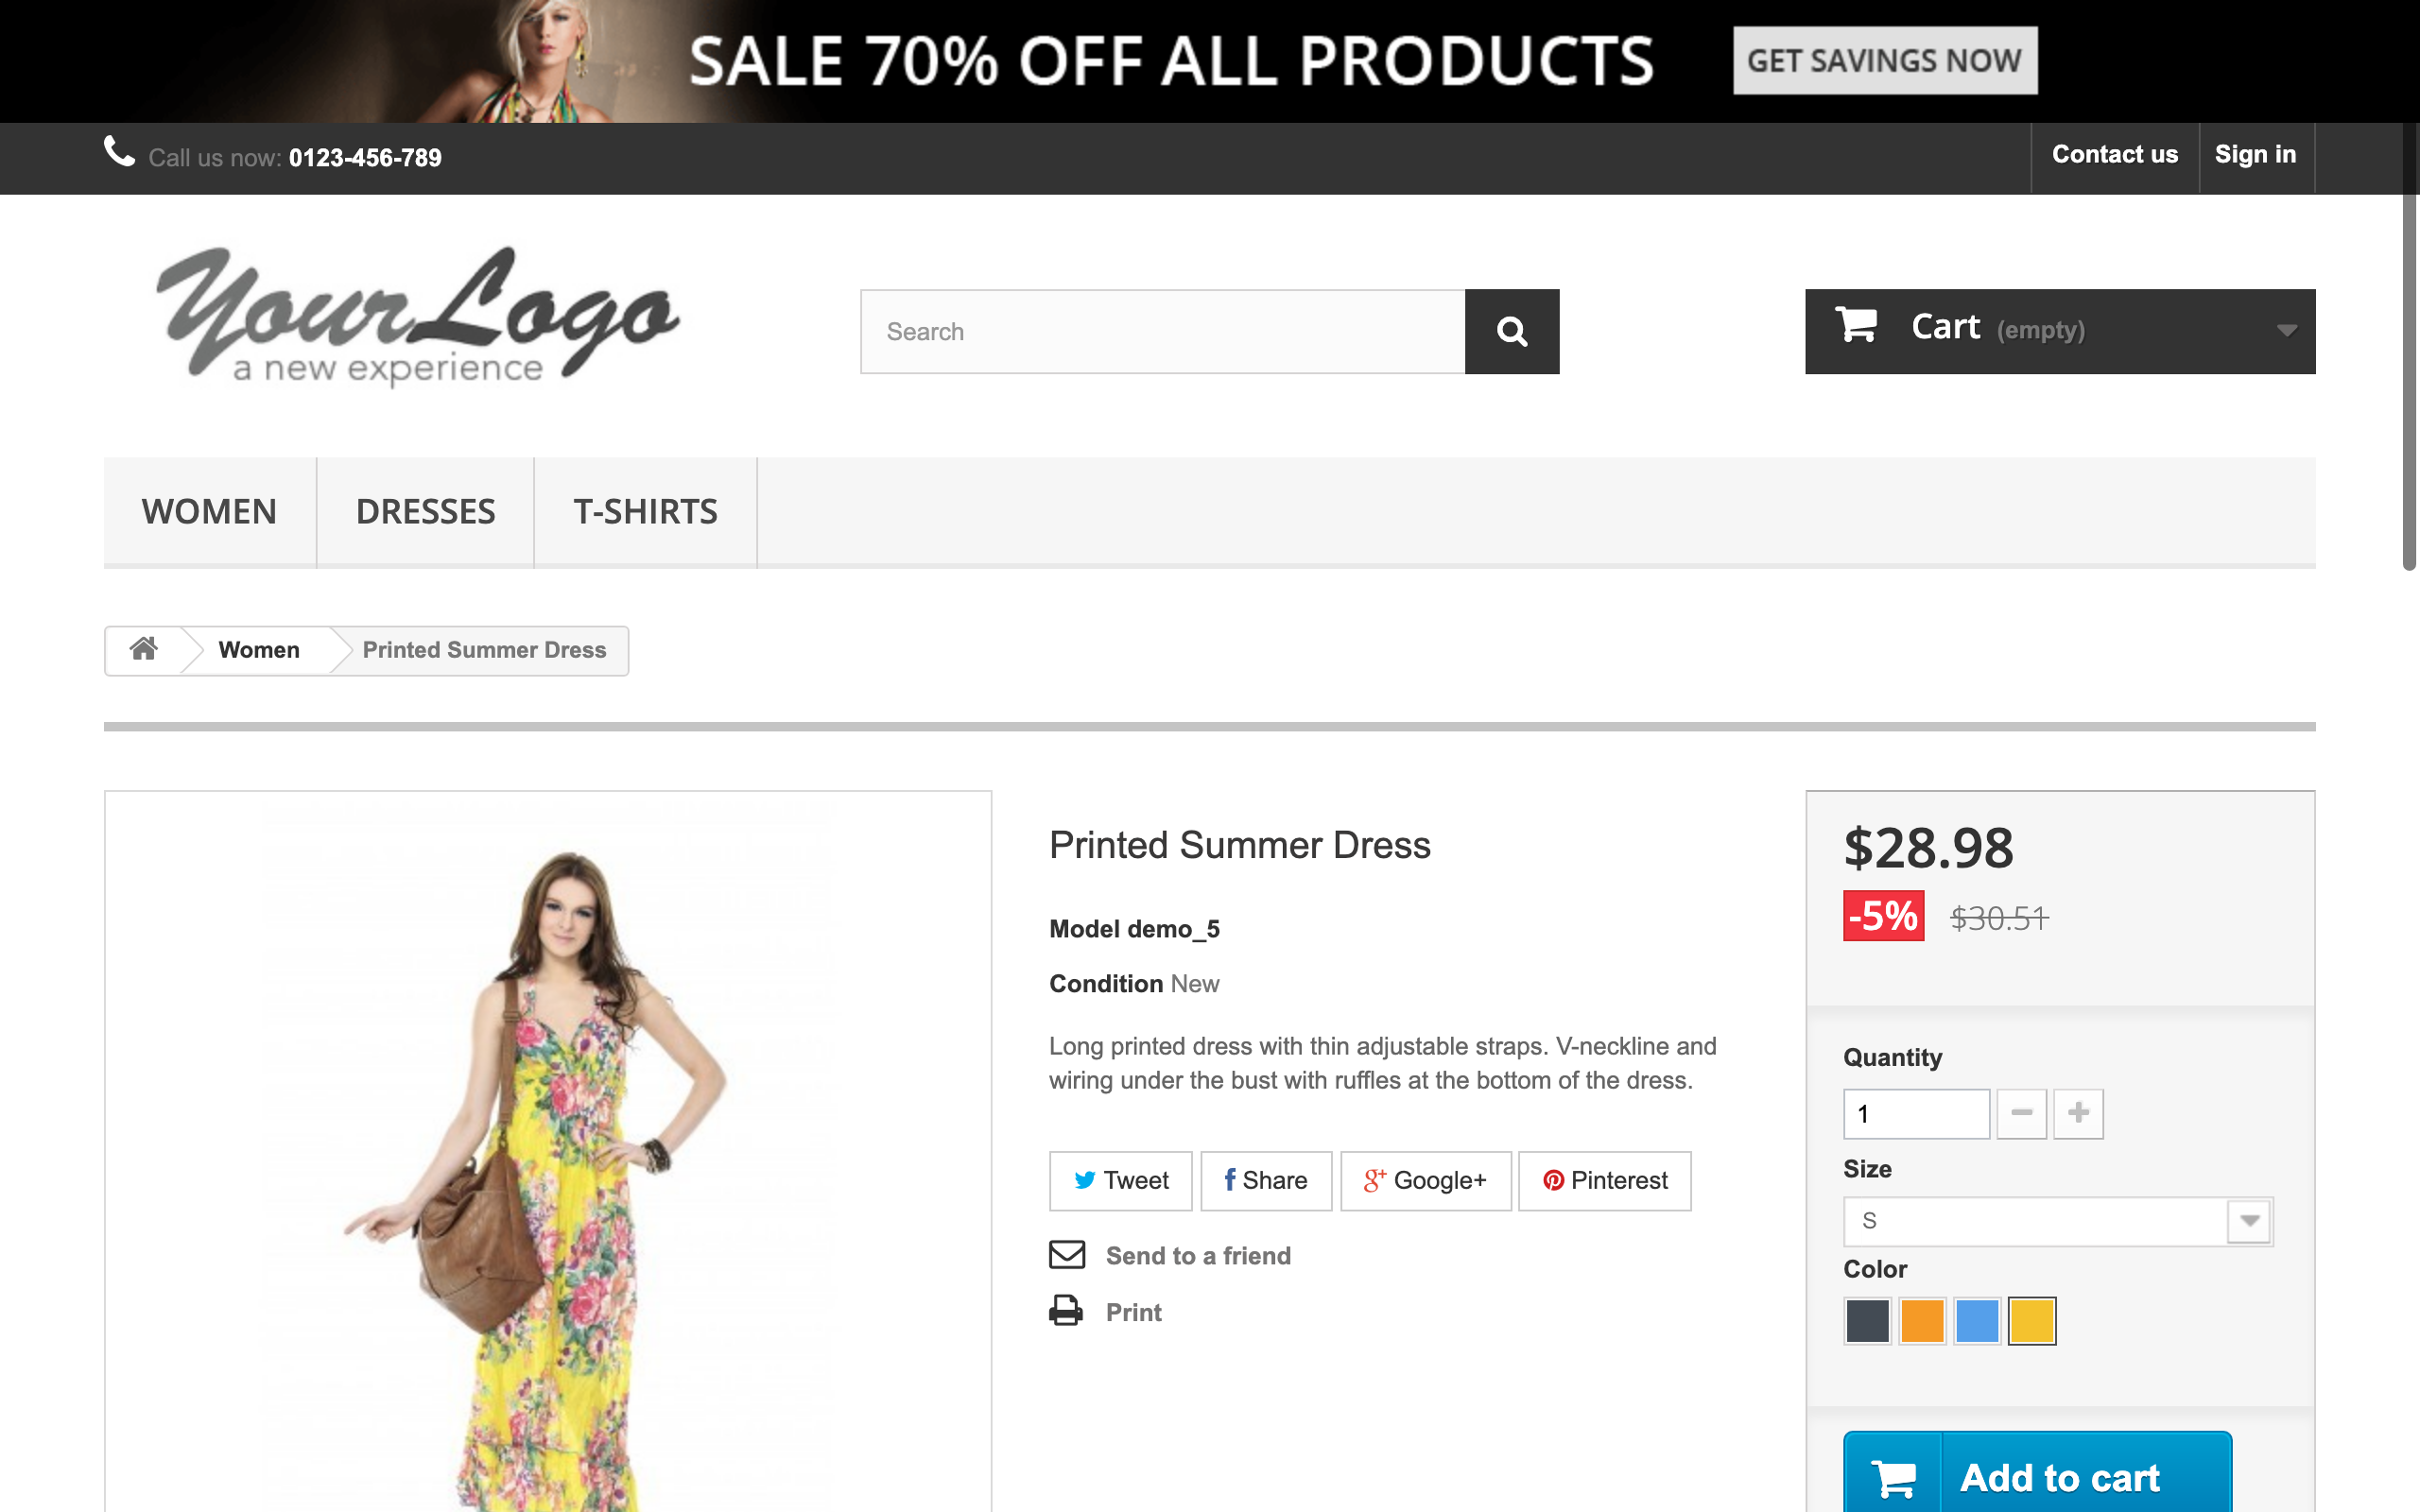 SALE 70% OFF ALL PRODUCTS
GET SAVINGS NOW
Call us now: 0123-456-789
Contact us
Sign in
YourLogo
a new experience
Search
Cart (empty)
WOMEN
DRESSES
T-SHIRTS
Women
Printed Summer Dress
Printed Summer Dress
Model demo_5
Condition New
Long printed dress with thin adjustable straps. V-neckline and
wiring under the bust with ruffles at the bottom of the dress.
Tweet
Share
Google+
Pinterest
Send to a friend
Print
$28.98
-5% $30.51
Quantity
1
Size
S
Color
Add to cart